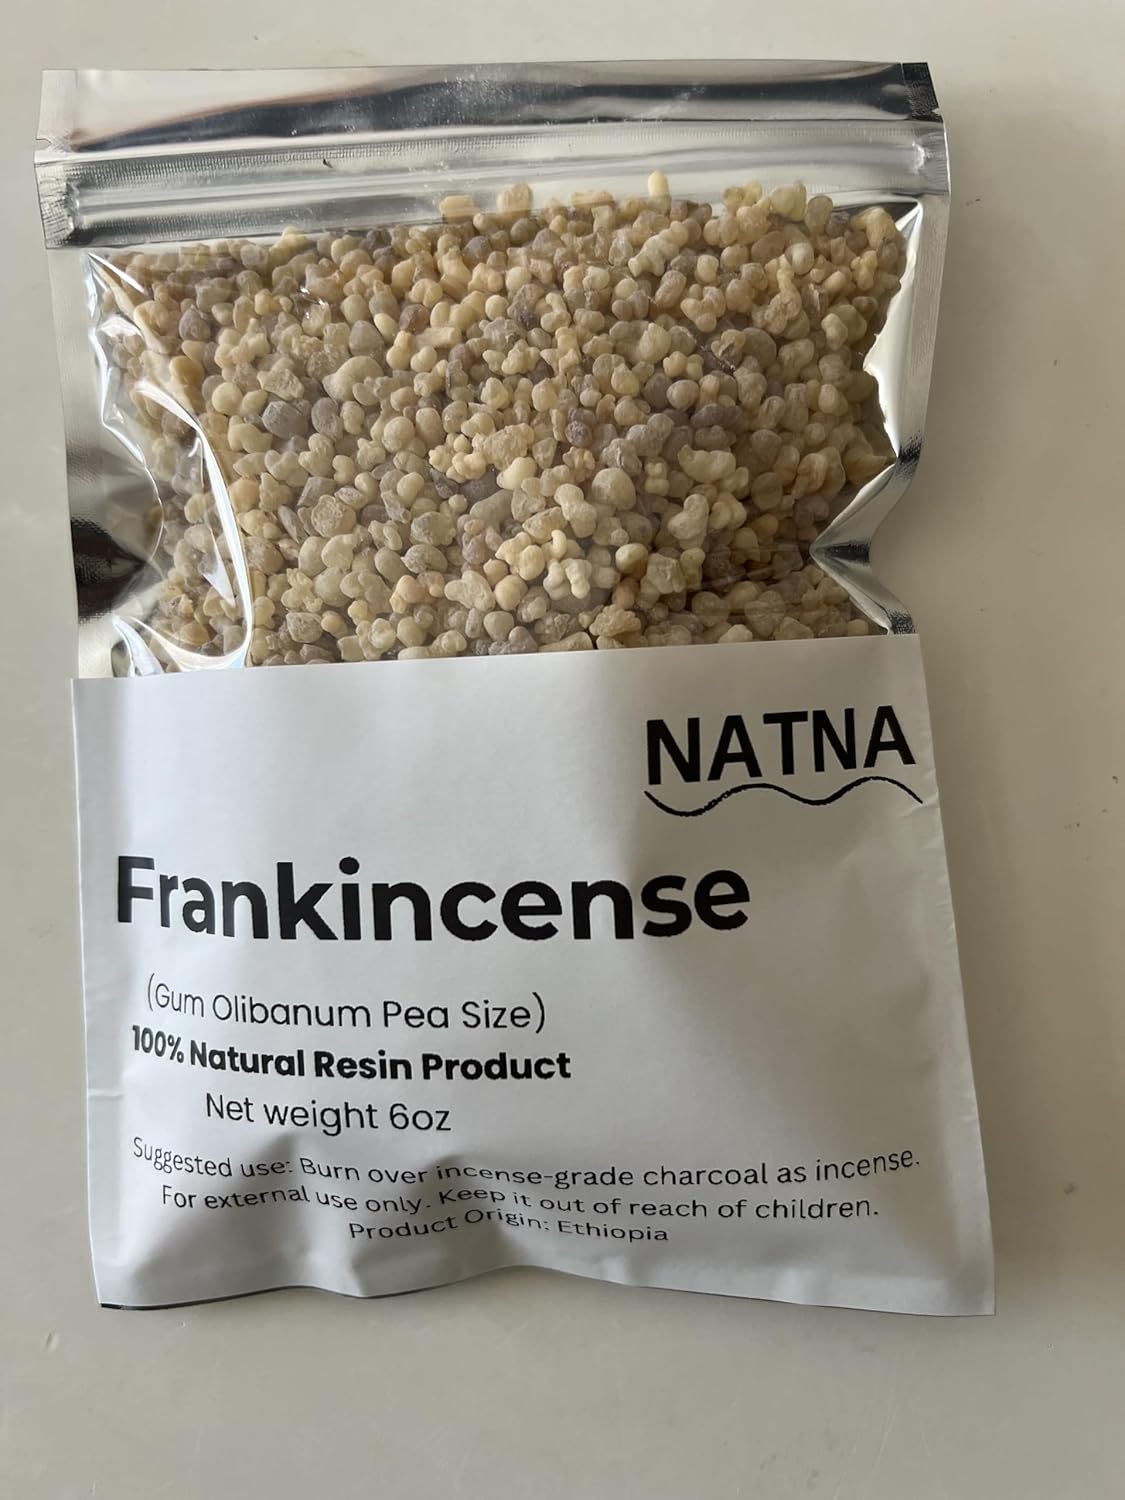 NATNA
Frankincense
(Gum Olibanum Pea Size)
100% Natural Resin Product
Net weight 6oz
Suggested use: Burn over incense-grade charcoal as incense.
For external use only. Keep it out of reach of children.
Product Origin: Ethiopia